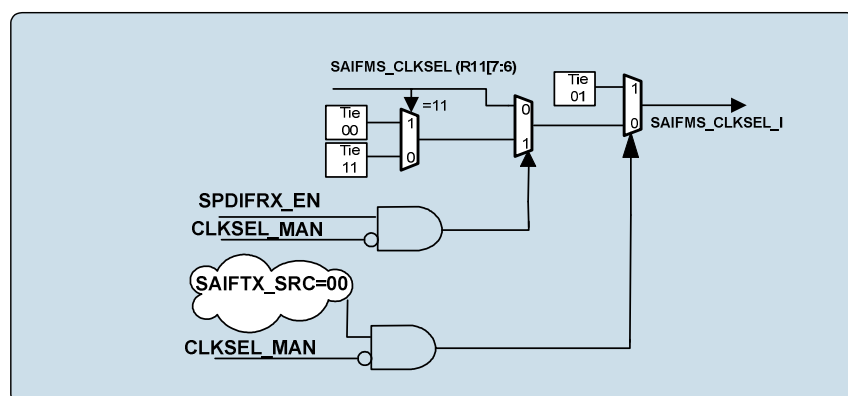 SAIFMS_CLKSEL (R11[7:6)
=11
Tie
00
Tie
11
1
0
0
1
Tie
01
1
0
SAIFMS_CLKSEL_I
SPDIFRX_EN
CLKSEL_MAN
SAIFTX_SRC=00
CLKSEL_MAN